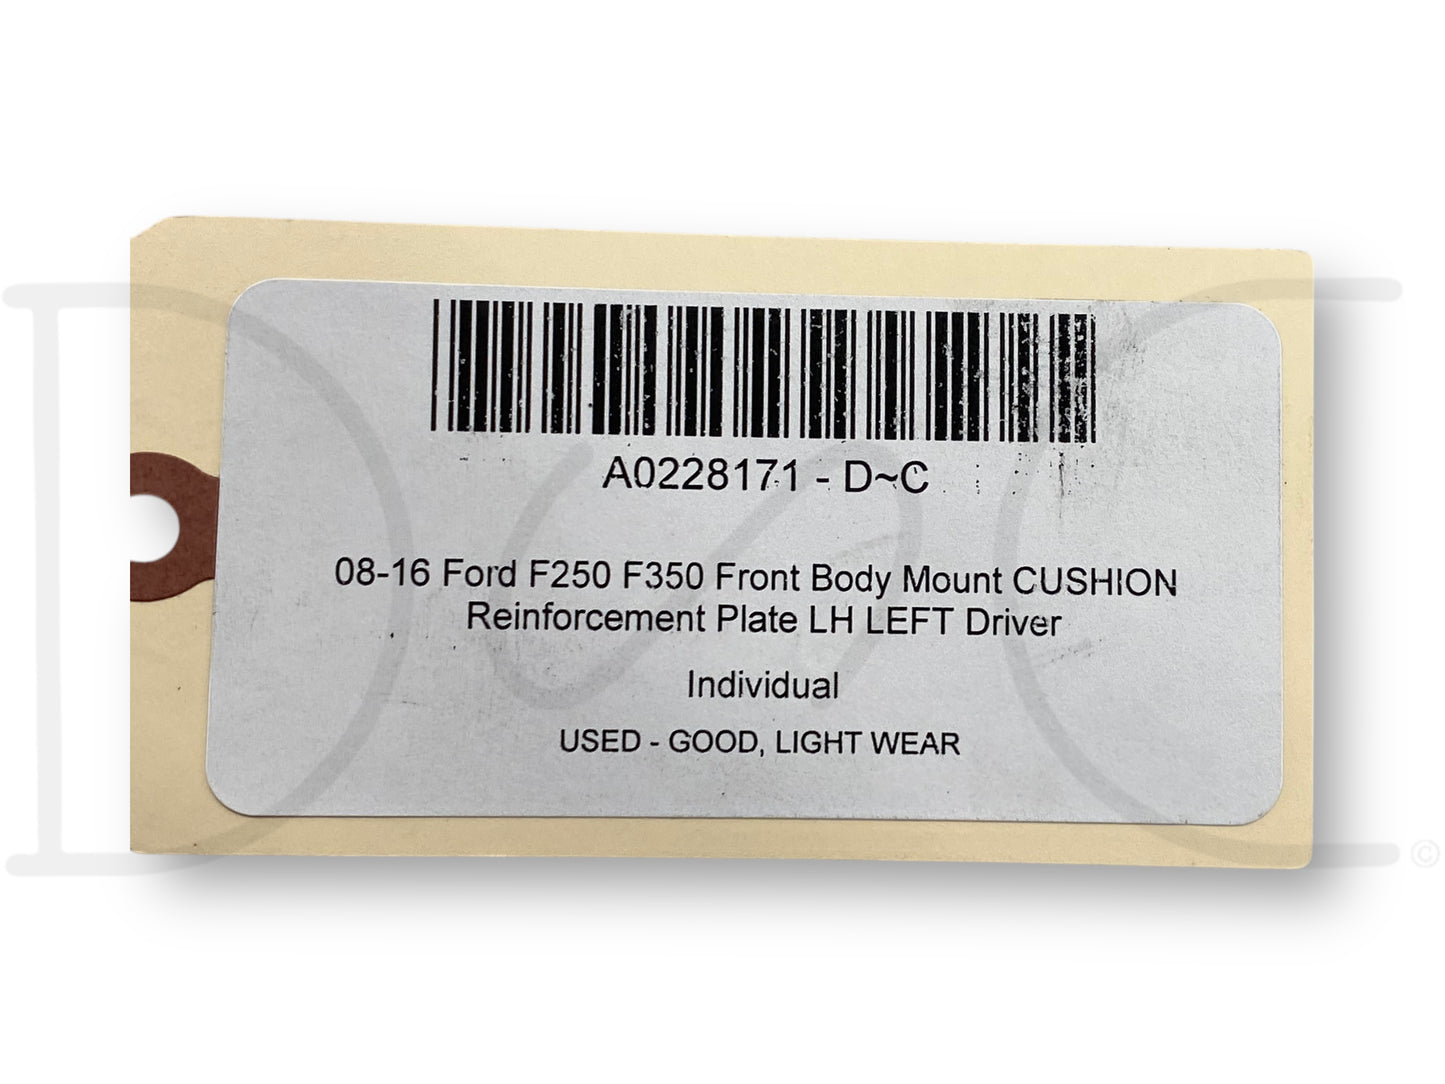 A0228171 - D~C
08-16 Ford F250 F350 Front Body Mount CUSHION
Reinforcement Plate LH LEFT Driver
Individual
USED - GOOD, LIGHT WEAR
©